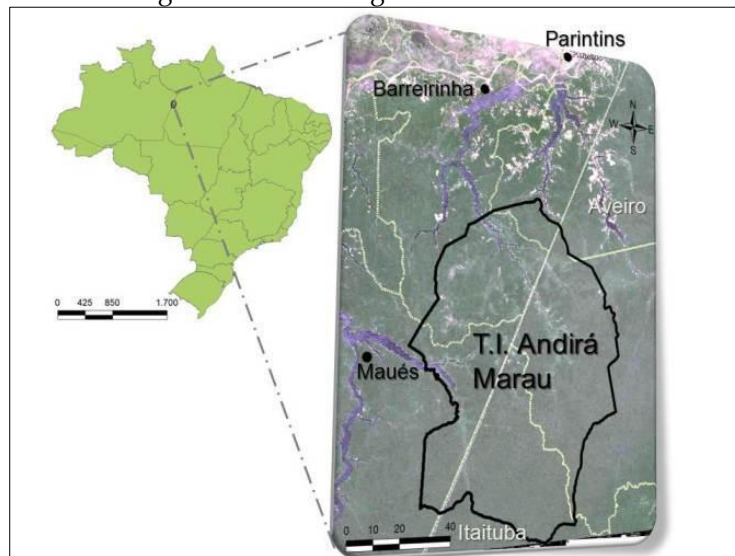 Parintins
Barreirinha
N
W E
S
Aveiro
T.I. Andirá
Marau
Maués
0 425 850 1.700
Itaituba
0 10 20 40